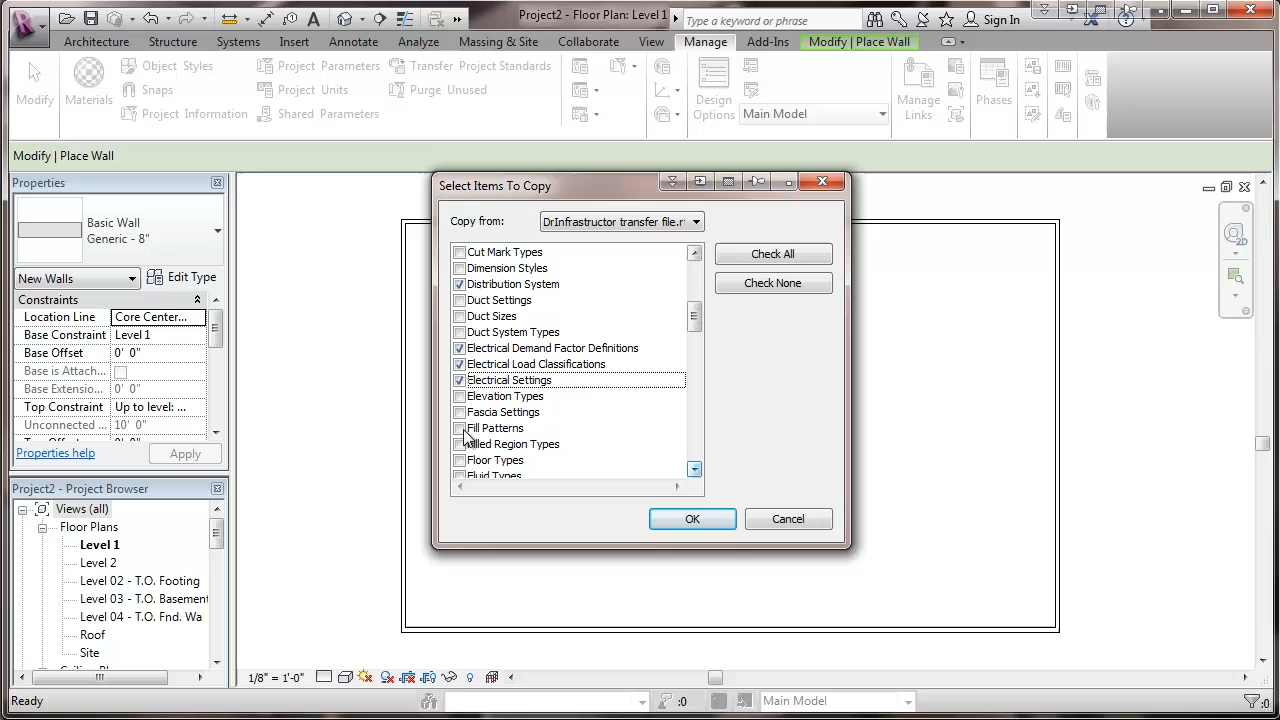 Project2 - Floor Plan: Level 1
Type a keyword or phrase
Sign In
Architecture
Structure
Systems
Insert
Annotate
Analyze
Massing & Site
Collaborate
View
Manage
Add-Ins
Modify | Place Wall
Modify
Materials
Object Styles
Snaps
Project Information
Project Parameters
Project Units
Shared Parameters
Transfer Project Standards
Purge Unused
Design Options
Main Model
Manage Links
Phases
Modify | Place Wall
Properties
Basic Wall
Generic - 8"
New Walls
Edit Type
Constraints
Location Line Core Center...
Base Constraint Level 1
Base Offset 0' 0"
Base is Attach...
Base Extension... 0' 0"
Top Constraint Up to level: ...
Unconnected ... 10' 0"
Properties help
Apply
Project2 - Project Browser
Views (all)
Floor Plans
Level 1
Level 2
Level 02 - T.O. Footing
Level 03 - T.O. Basement
Level 04 - T.O. Fnd. Wa
Roof
Site
Select Items To Copy
Copy from:
DrInfrastructor transfer file.r
Cut Mark Types
Dimension Styles
Distribution System
Duct Settings
Duct Sizes
Duct System Types
Electrical Demand Factor Definitions
Electrical Load Classifications
Electrical Settings
Elevation Types
Fascia Settings
Fill Patterns
Filled Region Types
Floor Types
Fluid Types
Check All
Check None
OK
Cancel
2D
1/8" = 1'-0"
Ready
:0
Main Model
:0